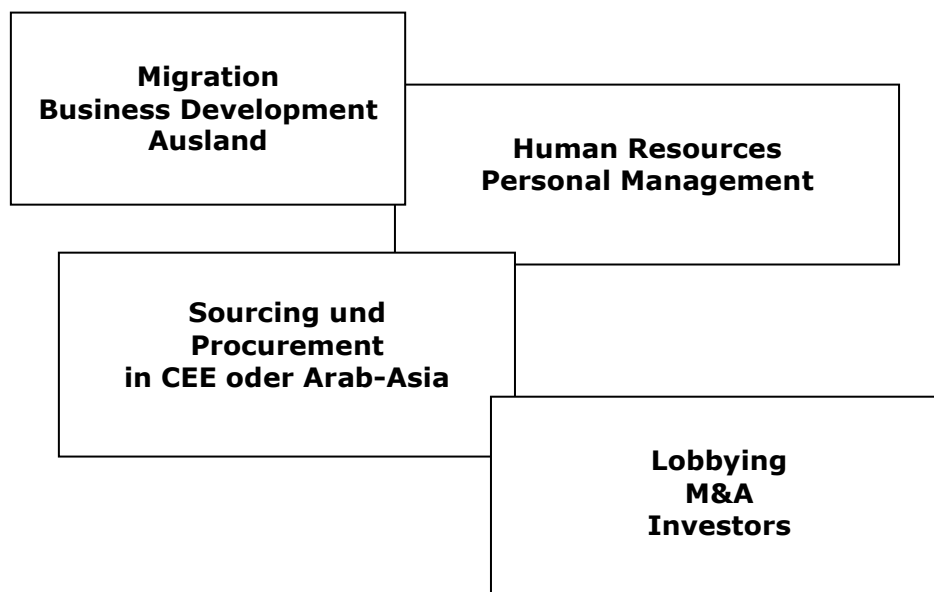 Migration
Business Development
Ausland
Human Resources
Personal Management
Sourcing und
Procurement
in CEE oder Arab-Asia
Lobbying
M&A
Investors